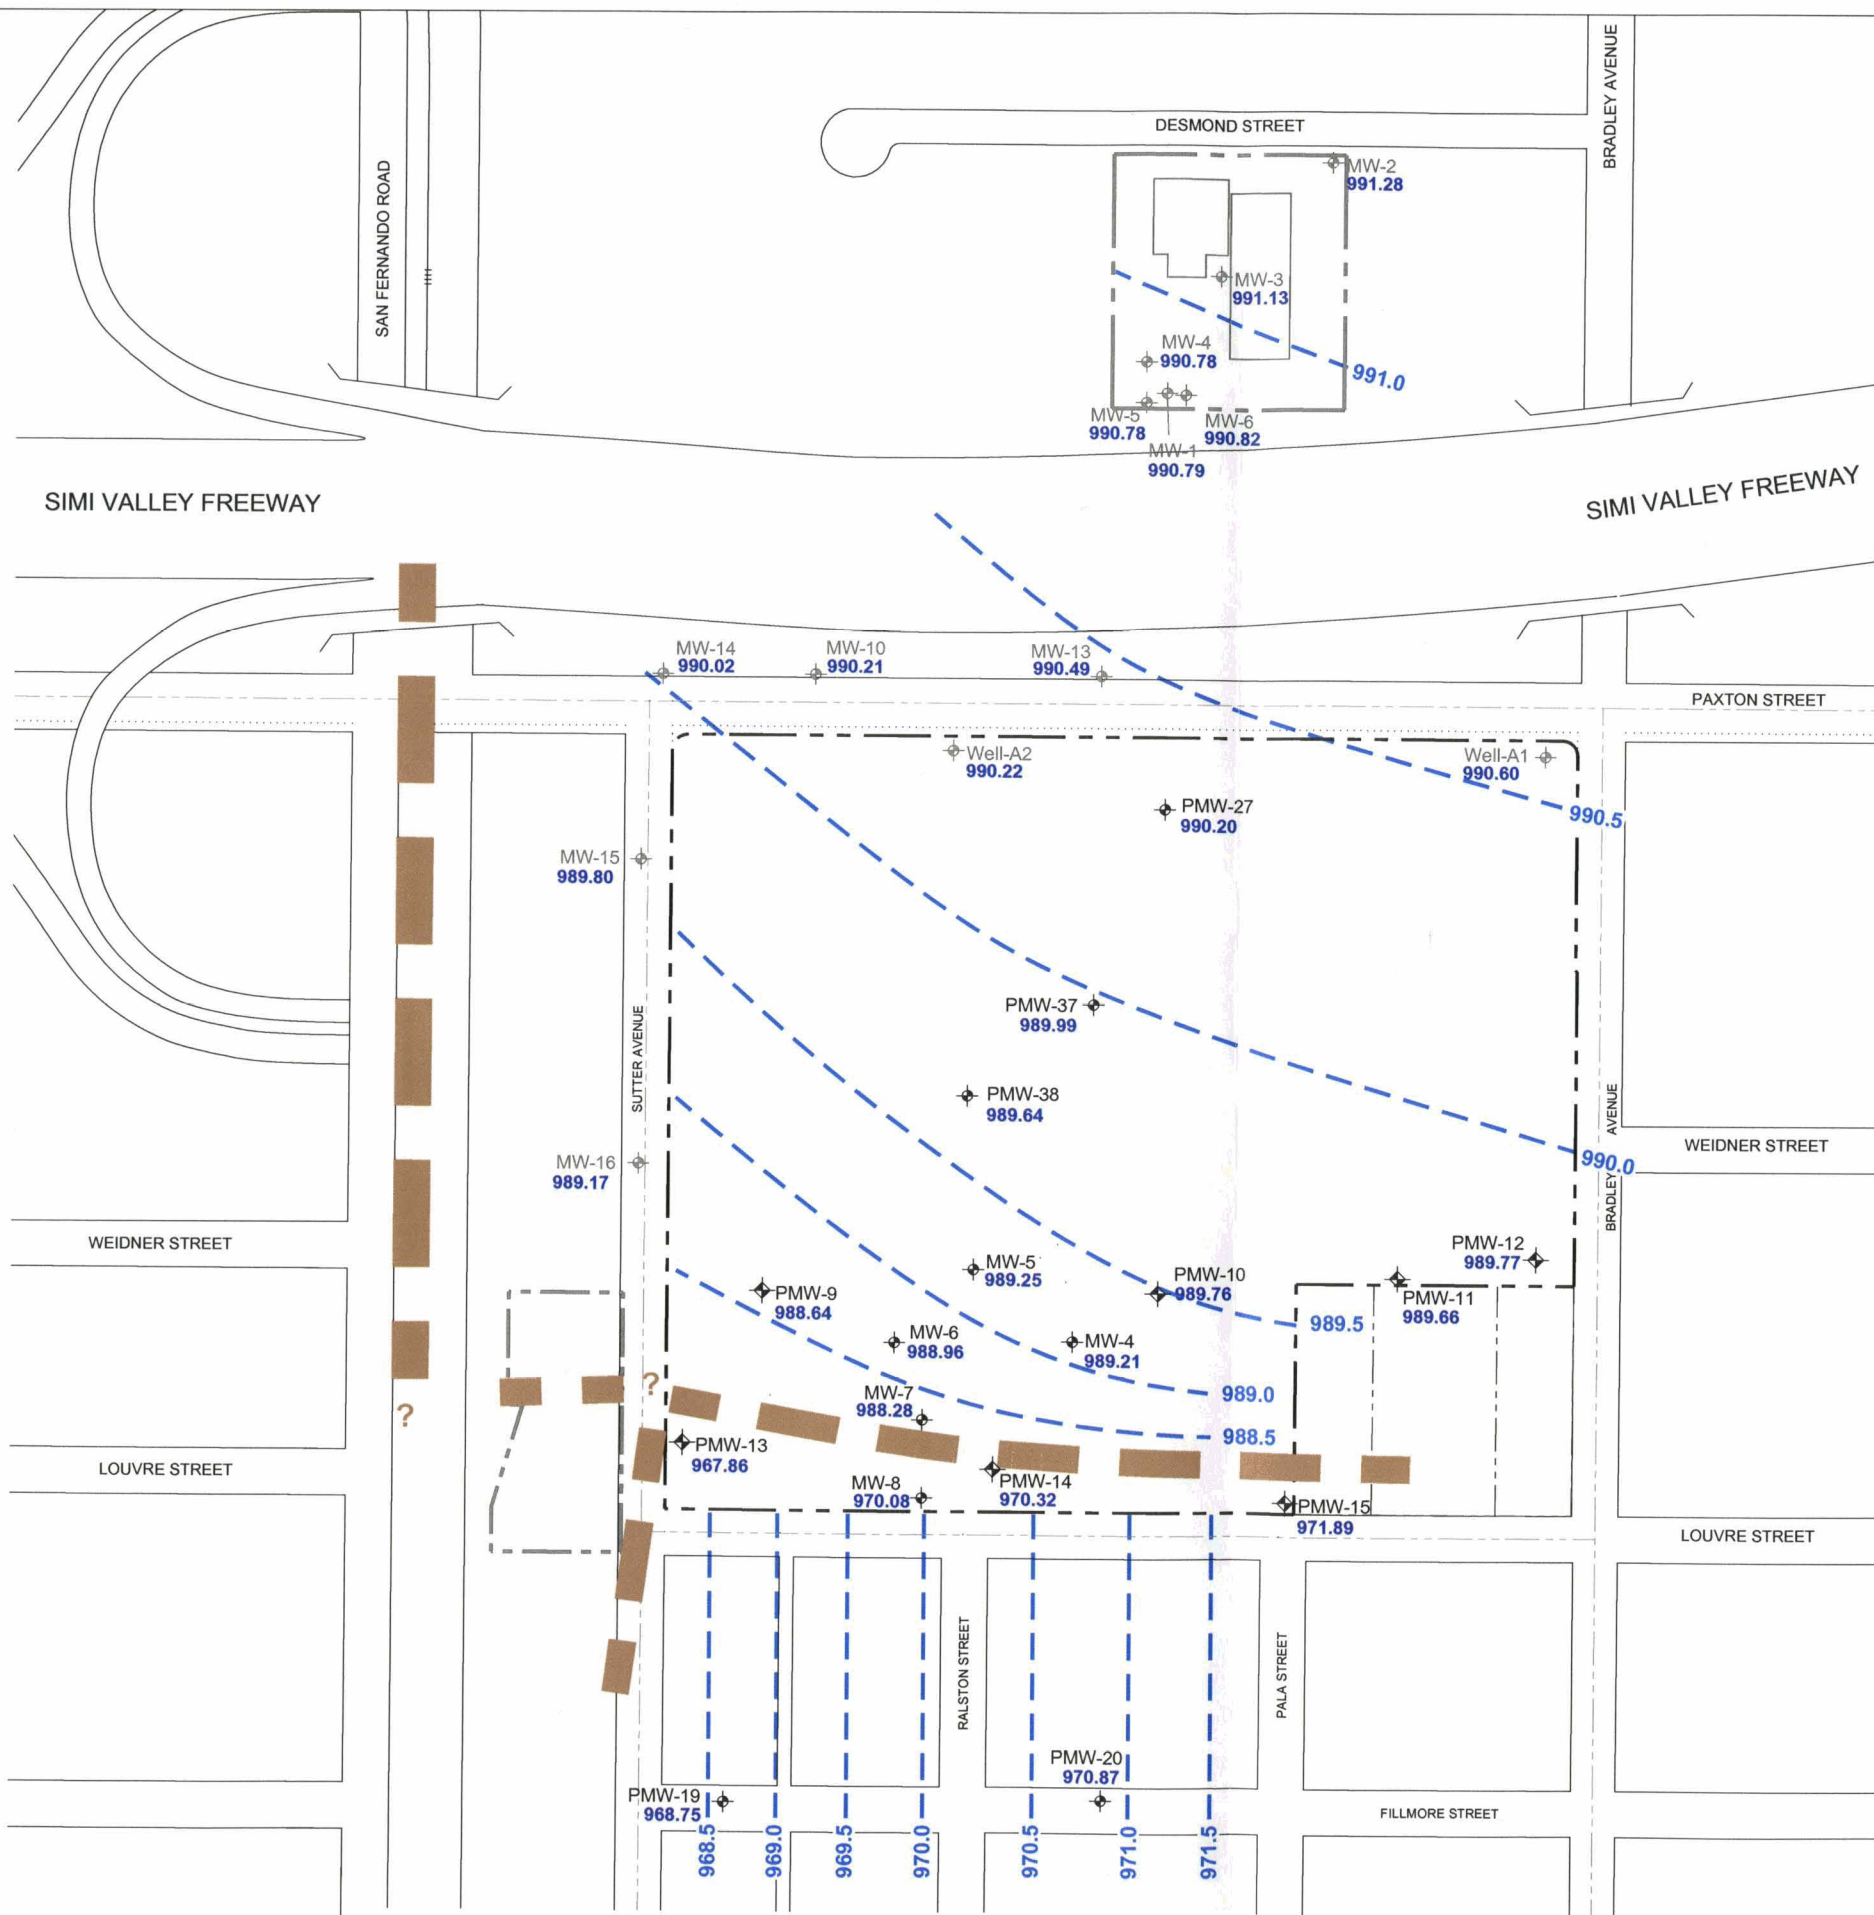 BRADLEY AVENUE
DESMOND STREET
MW-2
991.28
SAN FERNANDO ROAD
MW-3
991.13
MW-4
990.78
991.0
MW-5
990.78
MW-6
990.82
MW-1
990.79
SIMI VALLEY FREEWAY
SIMI VALLEY FREEWAY
MW-14
990.02
MW-10
990.21
MW-13
990.49
PAXTON STREET
Well-A2
990.22
Well-A1
990.60
PMW-27
990.20
990.5
MW-15
989.80
PMW-37
989.99
SUTTER AVENUE
PMW-38
989.64
BRADLEY AVENUE
WEIDNER STREET
990.0
MW-16
989.17
WEIDNER STREET
PMW-12
989.77
MW-5
989.25
PMW-10
989.76
PMW-9
988.64
PMW-11
989.66
989.5
MW-6
988.96
MW-4
989.21
?
989.0
MW-7
988.28
?
988.5
PMW-13
967.86
LOUVRE STREET
MW-8
970.08
PMW-14
970.32
PMW-15
971.89
LOUVRE STREET
RALSTON STREET
PALA STREET
PMW-20
970.87
PMW-19
968.75
FILLMORE STREET
968.5
969.0
969.5
970.0
970.5
971.0
971.5